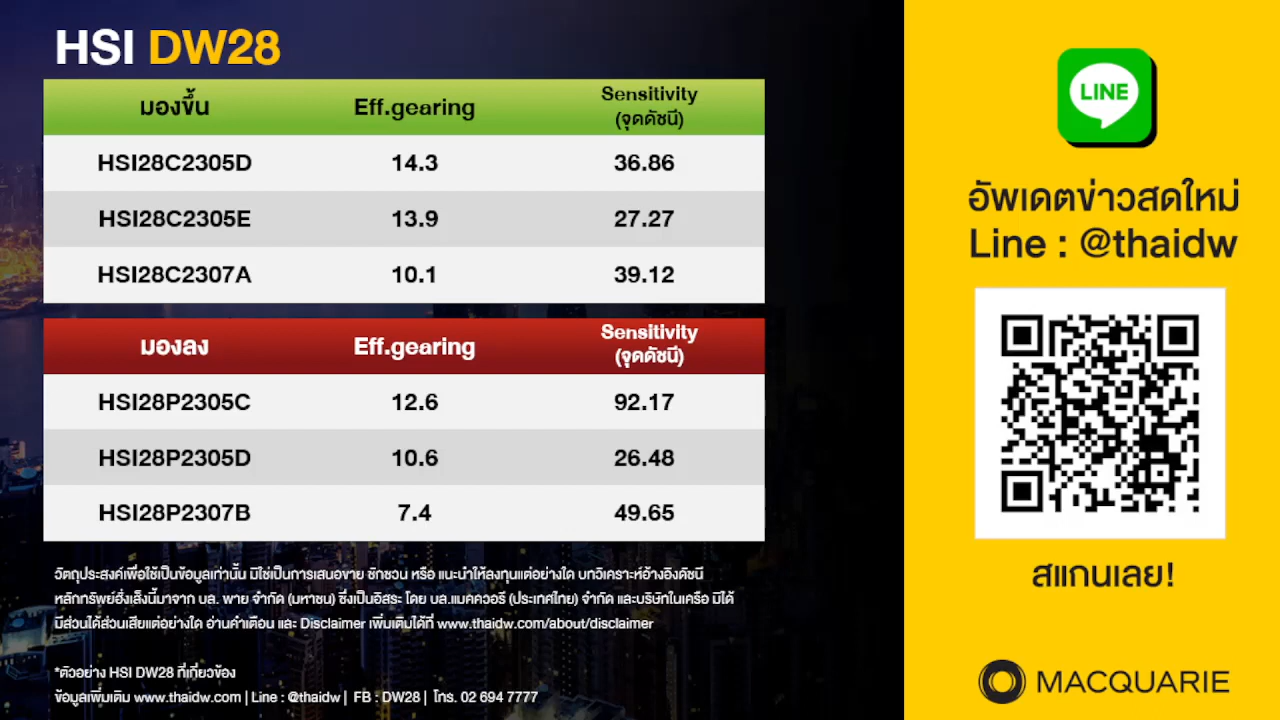 HSI DW28
มองขึ้น Eff.gearing Sensitivity (จุดดัชนี)
HSI28C2305D 14.3 36.86
HSI28C2305E 13.9 27.27
HSI28C2307A 10.1 39.12
มองลง Eff.gearing Sensitivity (จุดดัชนี)
HSI28P2305C 12.6 92.17
HSI28P2305D 10.6 26.48
HSI28P2307B 7.4 49.65
วัตถุประสงค์เพื่อใช้เป็นข้อมูลเท่านั้น มิใช่เป็นการเสนอขาย ชักชวน หรือ แนะนำให้ลงทุนแต่อย่างใด บทวิเคราะห์อ้างอิงดัชนี
หลักทรัพย์ฮั่งเส็งนี้มาจาก บล. พาย จำกัด (มหาชน) ซึ่งเป็นอิสระ โดย บล.แมคควอรี (ประเทศไทย) จำกัด และบริษัทในเครือ มิได้
มีส่วนได้ส่วนเสียแต่อย่างใด อ่านคำเตือน และ Disclaimer เพิ่มเติมได้ที่ www.thaidw.com/about/disclaimer
*ตัวอย่าง HSI DW28 ที่เกี่ยวข้อง
ข้อมูลเพิ่มเติม www.thaidw.com | Line : @thaidw | FB : DW28 | โทร. 02 694 7777
LINE
อัพเดตข่าวสดใหม่
Line : @thaidw
สแกนเลย!
MACQUARIE